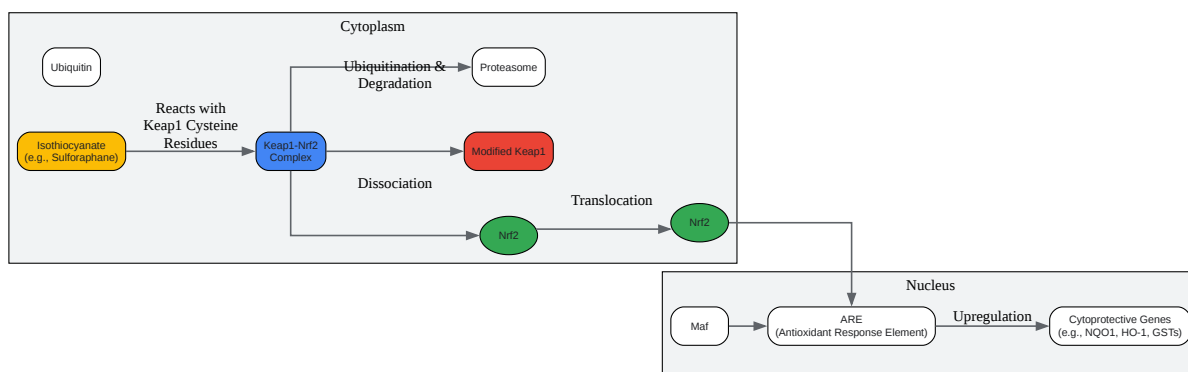 Cytoplasm
Ubiquitin
Ubiquitination &
Degradation
Proteasome
Reacts with
Keap1 Cysteine
Residues
Isothiocyanate
(e.g., Sulforaphane)
Keap1-Nrf2
Complex
Modified Keap1
Dissociation
Translocation
Nrf2
Nrf2
Nucleus
Maf
ARE
(Antioxidant Response Element)
Upregulation
Cytoprotective Genes
(e.g., NQO1, HO-1, GSTs)